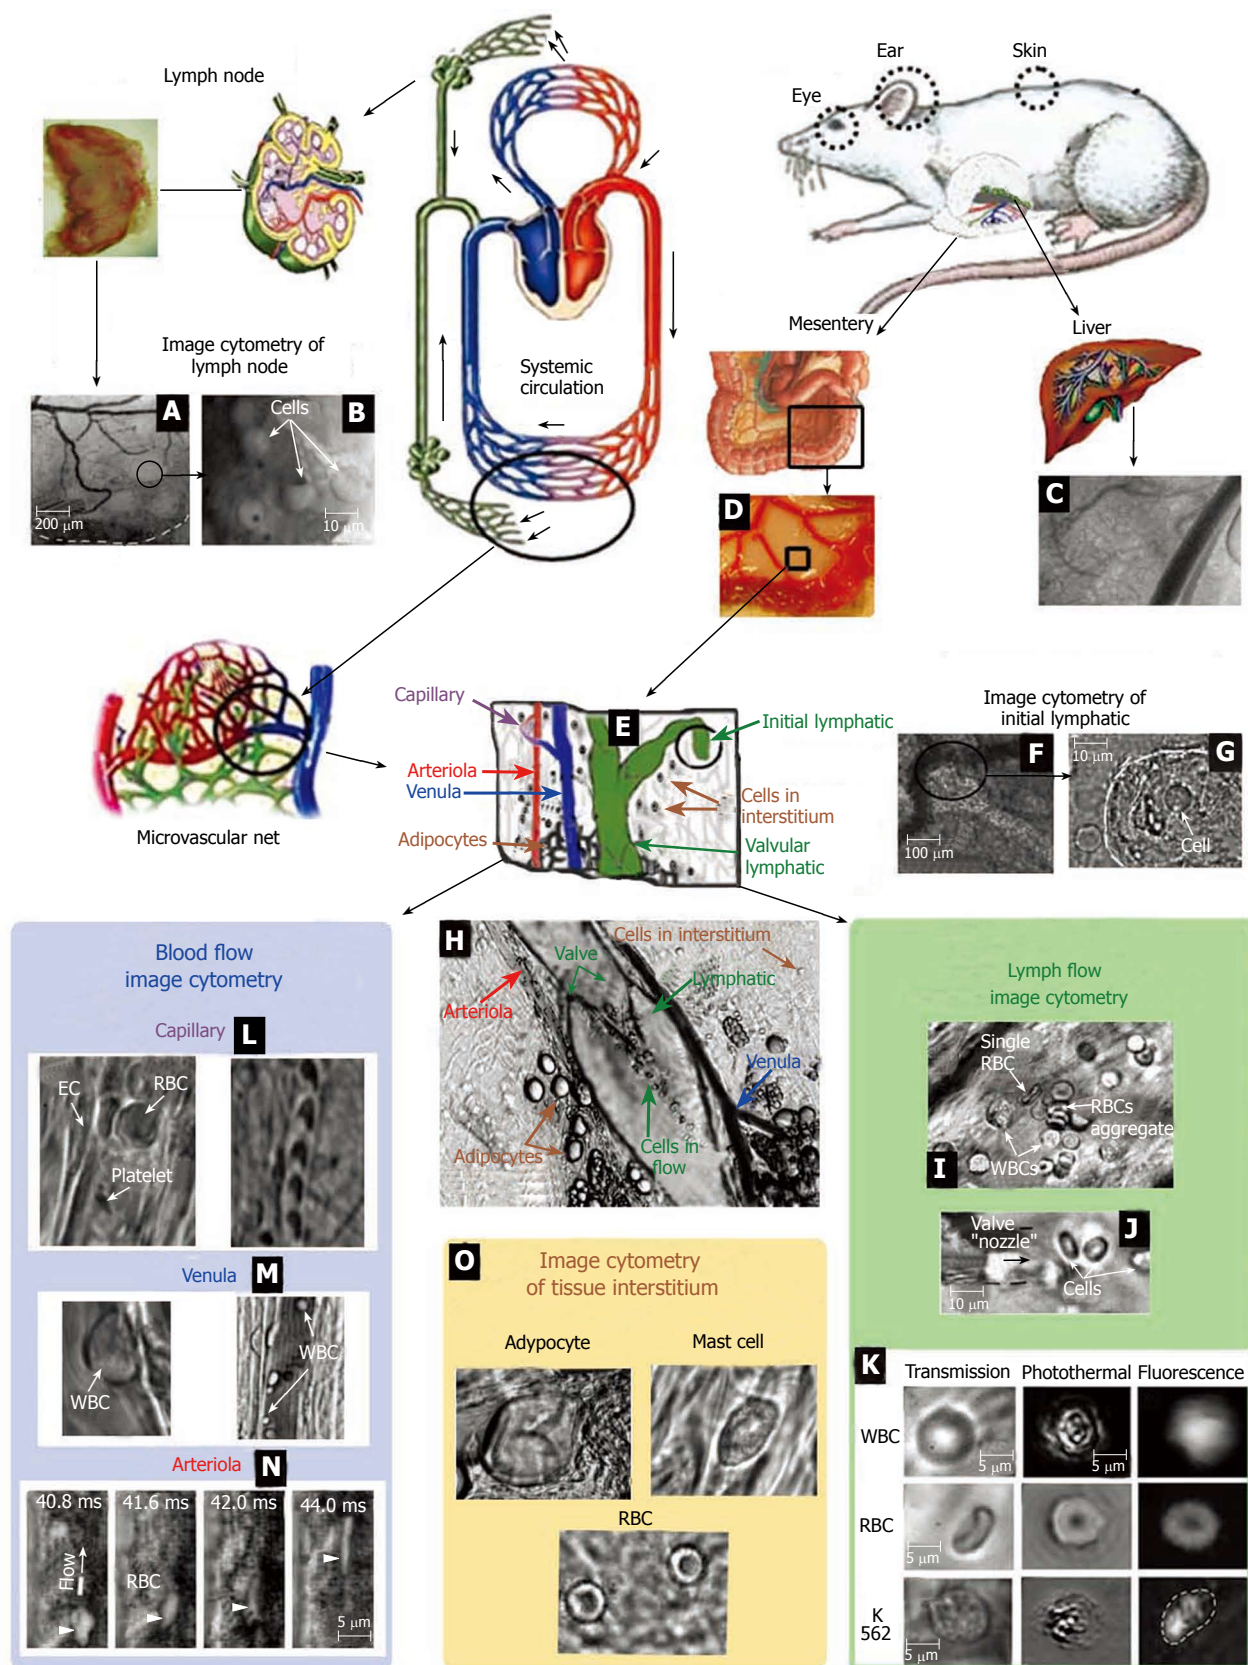 Lymph node
Ear
Skin
Eye
Image cytometry of
lymph node
A
B
Cells
200 μm
10 μm
Systemic
circulation
Mesentery
Liver
D
C
Microvascular net
Capillary
Arteriola
Venula
Adipocytes
E
Initial lymphatic
Cells in
interstitium
Valvular
lymphatic
Image cytometry of
initial lymphatic
F
G
100 μm
10 μm
Cell
Blood flow
image cytometry
Capillary
L
EC
RBC
Platelet
Venula
M
WBC
WBC
Arteriola
N
40.8 ms
41.6 ms
42.0 ms
44.0 ms
Flow
RBC
5 μm
H
Valve
Cells in interstitium
Arteriola
Lymphatic
Venula
Adipocytes
Cells in
flow
O
Image cytometry
of tissue interstitium
Adypocyte
Mast cell
RBC
Lymph flow
image cytometry
Single
RBC
RBCs
aggregate
WBCs
I
Valve
"nozzle"
J
Cells
10 μm
K
Transmission
Photothermal
Fluorescence
WBC
5 μm
5 μm
RBC
5 μm
K
562
5 μm